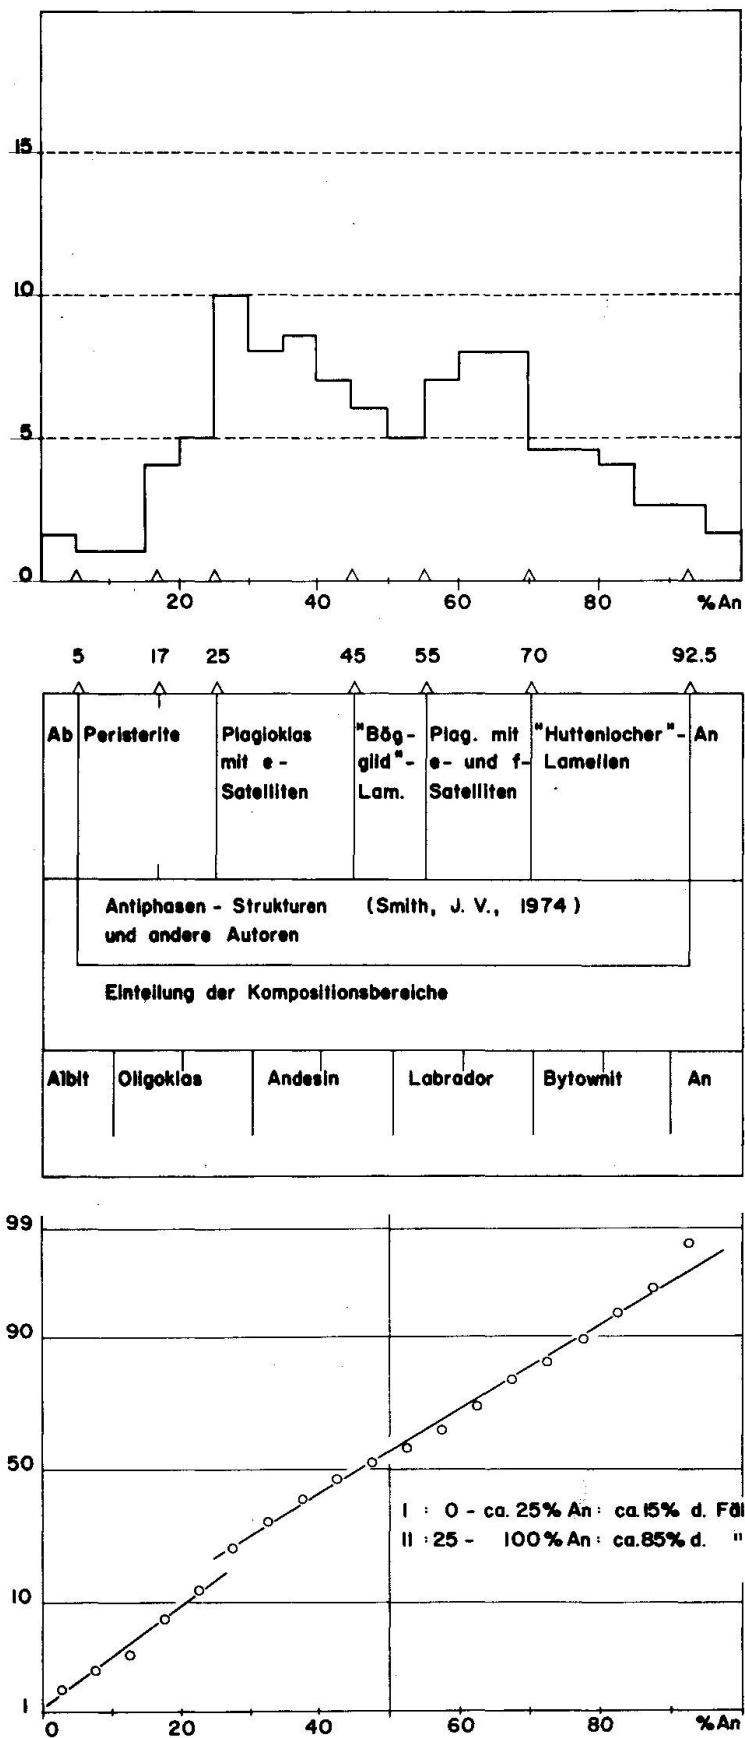 15
10
5
0
20 40 60 80 %An
5 17 25 45 55 70 92.5
Ab Peristerite Plagioklas "Bög- Plag. mit "Huttenlocher"- An
mit e- gild"- e- und f- Lamellen
Satelliten Lam. Satelliten
Antiphasen - Strukturen (Smith, J. V., 1974)
und andere Autoren
Einteilung der Kompositionsbereiche
Albit Oligoklas Andesin Labrador Bytownit An
99
90
50
I : 0 - ca. 25% An : ca. 15% d. Fäl
II : 25 - 100% An : ca. 85% d. "
10
1
0 20 40 60 80 %An